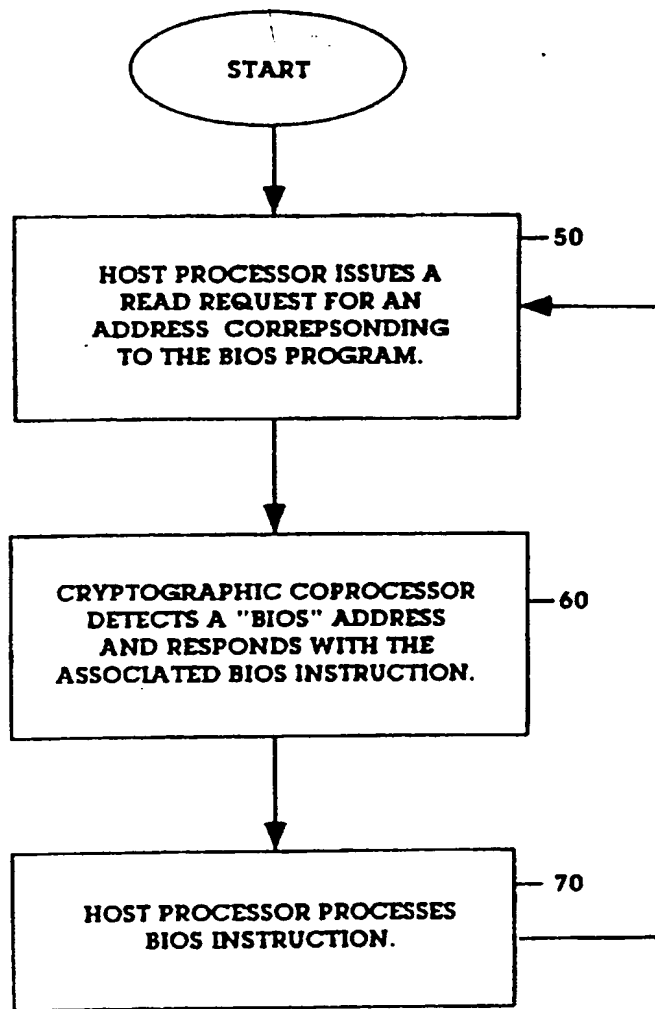 START
50
HOST PROCESSOR ISSUES A
READ REQUEST FOR AN
ADDRESS CORREPSONDING
TO THE BIOS PROGRAM.
60
CRYPTOGRAPHIC COPROCESSOR
DETECTS A "BIOS" ADDRESS
AND RESPONDS WITH THE
ASSOCIATED BIOS INSTRUCTION.
70
HOST PROCESSOR PROCESSES
BIOS INSTRUCTION.